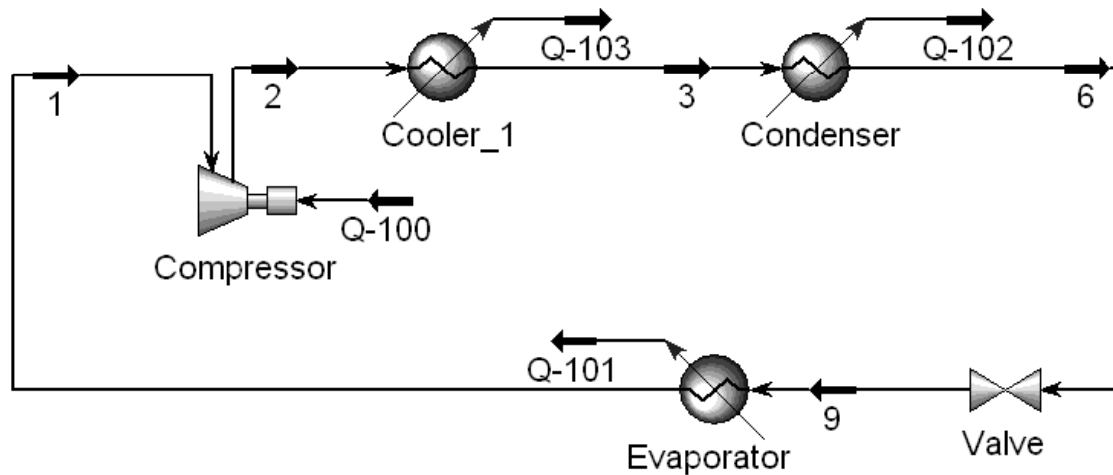 Q-103
Q-102
1
2
3
6
Cooler_1
Condenser
Q-100
Compressor
Q-101
9
Evaporator
Valve